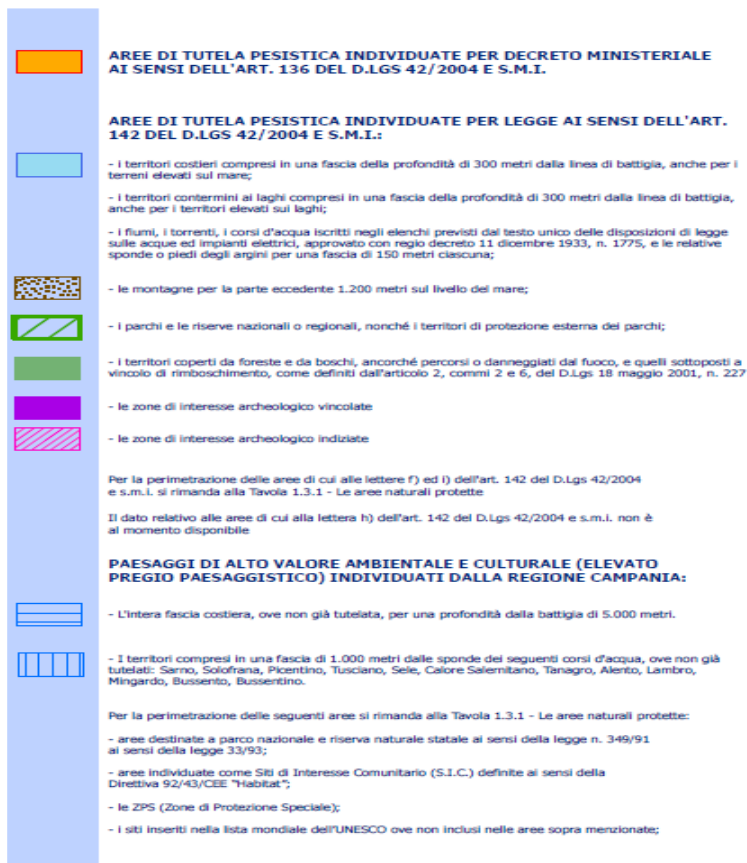 AREE DI TUTELA PESISTICA INDIVIDUATE PER DECRETO MINISTERIALE
AI SENSI DELL'ART. 136 DEL D.LGS 42/2004 E S.M.I.
AREE DI TUTELA PESISTICA INDIVIDUATE PER LEGGE AI SENSI DELL'ART.
142 DEL D.LGS 42/2004 E S.M.I.:
- i territori costieri compresi in una fascia della profondità di 300 metri dalla linea di battigia, anche per i
terreni elevati sul mare;
- i territori contermini ai laghi compresi in una fascia della profondità di 300 metri dalla linea di battigia,
anche per i territori elevati sui laghi;
- i fiumi, i torrenti, i corsi d'acqua iscritti negli elenchi previsti dal testo unico delle disposizioni di legge
sulle acque ed impianti elettrici, approvato con regio decreto 11 dicembre 1933, n. 1775, e le relative
sponde o piedi degli argini per una fascia di 150 metri ciascuna;
- le montagne per la parte eccedente 1.200 metri sul livello del mare;
- i parchi e le riserve nazionali o regionali, nonché i territori di protezione esterna dei parchi;
- i territori coperti da foreste e da boschi, ancorché percorsi o danneggiati dal fuoco, e quelli sottoposti a
vincolo di rimboschimento, come definiti dall'articolo 2, commi 2 e 6, del D.Lgs 18 maggio 2001, n. 227
- le zone di interesse archeologico vincolate
- le zone di interesse archeologico indiziate
Per la perimetrazione delle aree di cui alle lettere f) ed i) dell'art. 142 del D.Lgs 42/2004
e s.m.i. si rimanda alla Tavola 1.3.1 - Le aree naturali protette
Il dato relativo alle aree di cui alla lettera h) dell'art. 142 del D.Lgs 42/2004 e s.m.i. non è
al momento disponibile
PAESAGGI DI ALTO VALORE AMBIENTALE E CULTURALE (ELEVATO
PREGIO PAESAGGISTICO) INDIVIDUATI DALLA REGIONE CAMPANIA:
- L'intera fascia costiera, ove non già tutelata, per una profondità dalla battigia di 5.000 metri.
- I territori compresi in una fascia di 1.000 metri dalle sponde dei seguenti corsi d'acqua, ove non già
tutelati: Sarno, Solofrana, Picentino, Tusciano, Sele, Calore Salernitano, Tanagro, Alento, Lambro,
Mingardo, Bussento, Bussentino.
Per la perimetrazione delle seguenti aree si rimanda alla Tavola 1.3.1 - Le aree naturali protette:
- aree destinate a parco nazionale e riserva naturale statale ai sensi della legge n. 349/91
ai sensi della legge 33/93;
- aree individuate come Siti di Interesse Comunitario (S.I.C.) definite ai sensi della
Direttiva 92/43/CEE "Habitat";
- le ZPS (Zone di Protezione Speciale);
- i siti inseriti nella lista mondiale dell'UNESCO ove non inclusi nelle aree sopra menzionate;